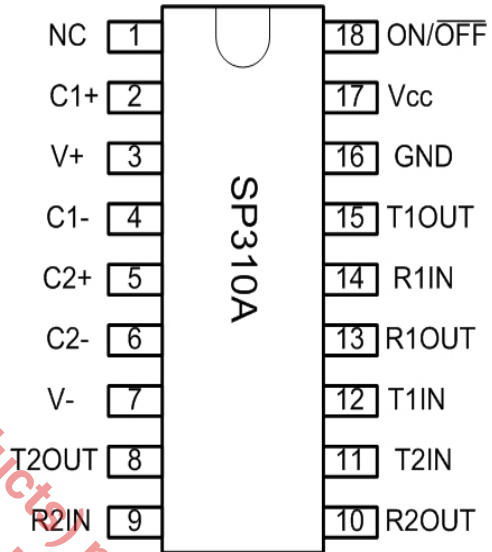 NC 1 18 ON/OFF
C1+ 2 17 Vcc
V+ 3 16 GND
C1- 4 15 T1OUT
C2+ 5 14 R1IN
C2- 6 13 R1OUT
V- 7 12 T1IN
T2OUT 8 11 T2IN
R2IN 9 10 R2OUT
SP310A